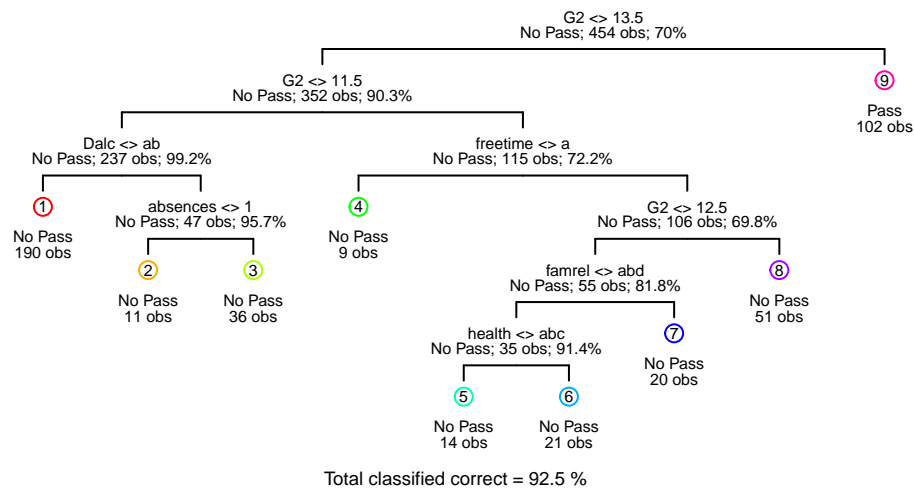 G2 <> 13.5
No Pass; 454 obs; 70%
9
Pass
102 obs
G2 <> 11.5
No Pass; 352 obs; 90.3%
Dalc <> ab
No Pass; 237 obs; 99.2%
freetime <> a
No Pass; 115 obs; 72.2%
1
No Pass
190 obs
absences <> 1
No Pass; 47 obs; 95.7%
4
No Pass
9 obs
G2 <> 12.5
No Pass; 106 obs; 69.8%
2
No Pass
11 obs
3
No Pass
36 obs
famrel <> abd
No Pass; 55 obs; 81.8%
8
No Pass
51 obs
health <> abc
No Pass; 35 obs; 91.4%
7
No Pass
20 obs
5
No Pass
14 obs
6
No Pass
21 obs
Total classified correct = 92.5 %